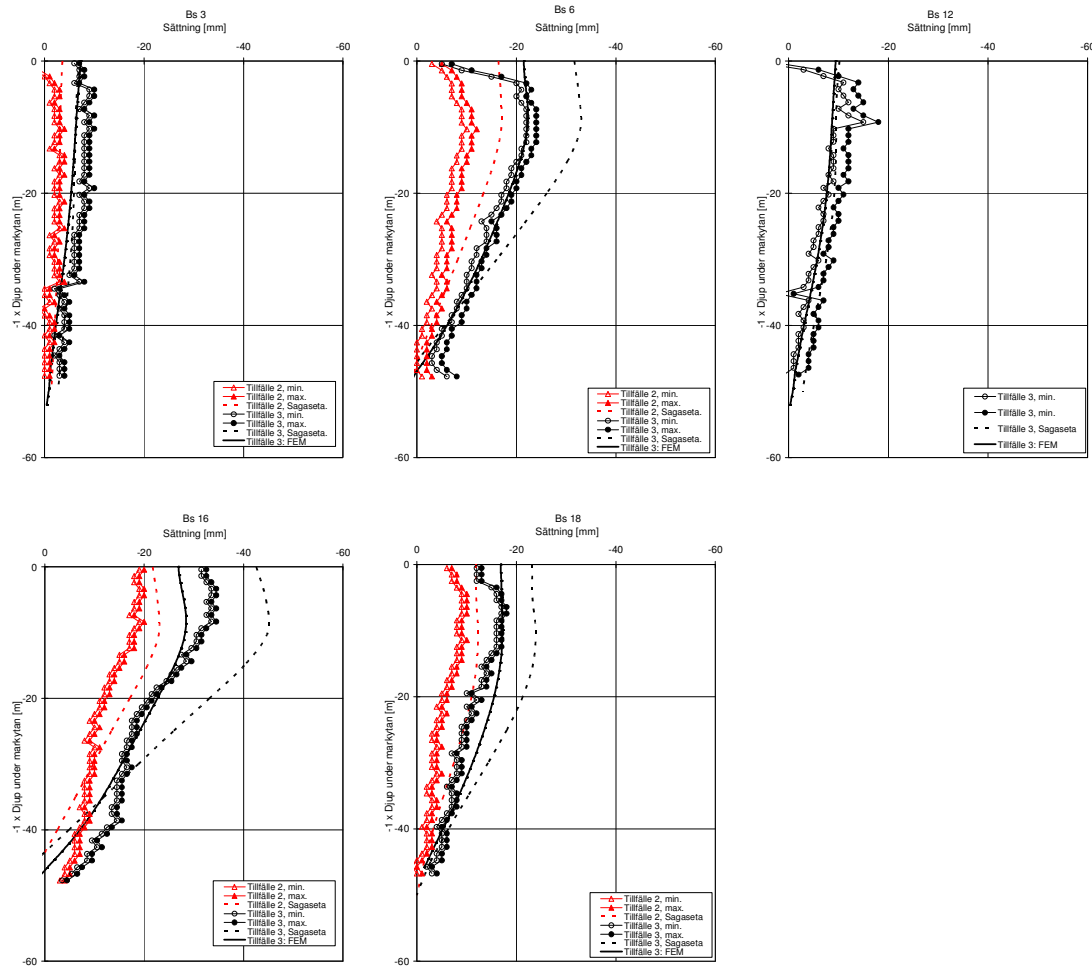 Bs 3
Sättning [mm]
0 -20 -40 -60
0
-20
-40
-60
-1 x Djup under markytan [m]
Tillfälle 2, min.
Tillfälle 2, max.
Tillfälle 2, Sagaseta.
Tillfälle 3, min.
Tillfälle 3, max.
Tillfälle 3, Sagaseta.
Tillfälle 3: FEM
Bs 6
Sättning [mm]
0 -20 -40 -60
0
-20
-40
-60
-1 x Djup under markytan [m]
Tillfälle 2, min.
Tillfälle 2, max.
Tillfälle 2, Sagaseta.
Tillfälle 3, min.
Tillfälle 3, max.
Tillfälle 3, Sagaseta.
Tillfälle 3: FEM
Bs 12
Sättning [mm]
0 -20 -40 -60
0
-20
-40
-60
-1 x Djup under markytan [m]
Tillfälle 3, min.
Tillfälle 3, min.
Tillfälle 3, Sagaseta
Tillfälle 3: FEM
Bs 16
Sättning [mm]
0 -20 -40 -60
0
-20
-40
-60
-1 x Djup under markytan [m]
Tillfälle 2, min.
Tillfälle 2, max.
Tillfälle 2, Sagaseta
Tillfälle 3, min.
Tillfälle 3, max.
Tillfälle 3, Sagaseta
Tillfälle 3: FEM
Bs 18
Sättning [mm]
0 -20 -40 -60
0
-20
-40
-60
-1 x Djup under markytan [m]
Tillfälle 2, min.
Tillfälle 2, max.
Tillfälle 2, Sagaseta
Tillfälle 3, min.
Tillfälle 3, max.
Tillfälle 3, Sagaseta
Tillfälle 3: FEM